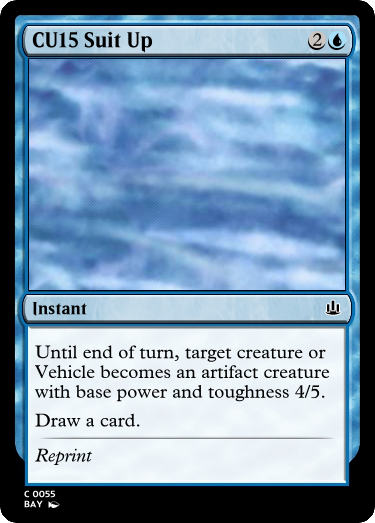 CU15 Suit Up
2
Instant
Until end of turn, target creature or
Vehicle becomes an artifact creature
with base power and toughness 4/5.
Draw a card.
Reprint
C 0055
BAY